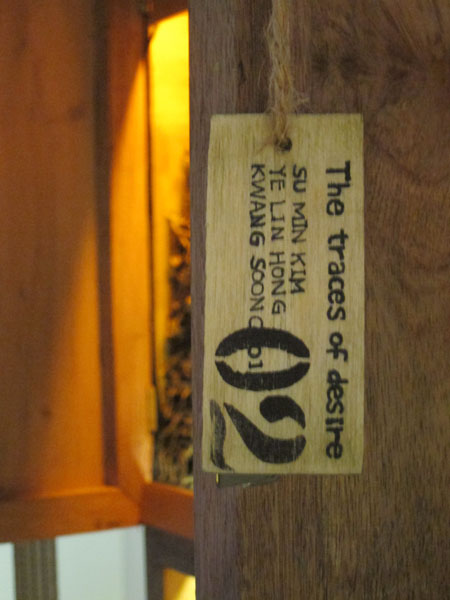 The traces of desire
SU MIN KIM
YE LIN HONG
KWANG SOON
02